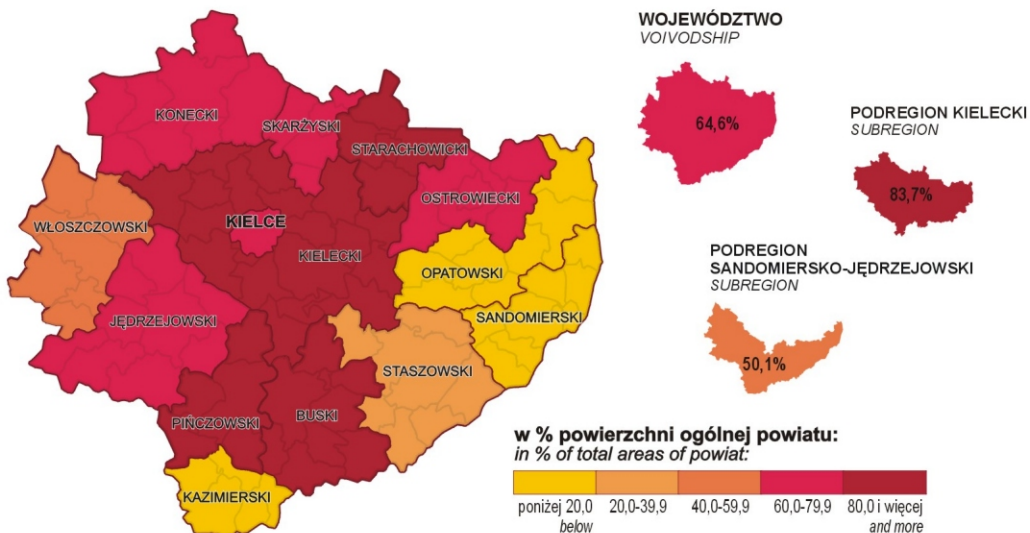 WOJEWÓDZTWO
VOIVODSHIP
64,6%
PODREGION KIELECKI
SUBREGION
83,7%
PODREGION
SANDOMIERSKO-JĘDRZEJOWSKI
SUBREGION
50,1%
KONECKI
SKARŻYSKI
STARACHOWICKI
OSTROWIECKI
WŁOSZCZOWSKI
KIELCE
KIELECKI
OPATOWSKI
JĘDRZEJOWSKI
SANDOMIERSKI
STASZOWSKI
PIŃCZOWSKI
BUSKI
KAZIMIERSKI
w % powierzchni ogólnej powiatu:
in % of total areas of powiat:
poniżej 20,0 20,0-39,9 40,0-59,9 60,0-79,9 80,0 i więcej
below and more